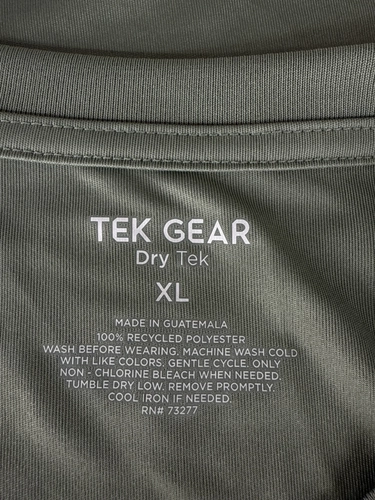 TEK GEAR
Dry Tek
XL
MADE IN GUATEMALA
100% RECYCLED POLYESTER
WASH BEFORE WEARING. MACHINE WASH COLD
WITH LIKE COLORS. GENTLE CYCLE. ONLY
NON - CHLORINE BLEACH WHEN NEEDED.
TUMBLE DRY LOW. REMOVE PROMPTLY.
COOL IRON IF NEEDED.
RN# 73277